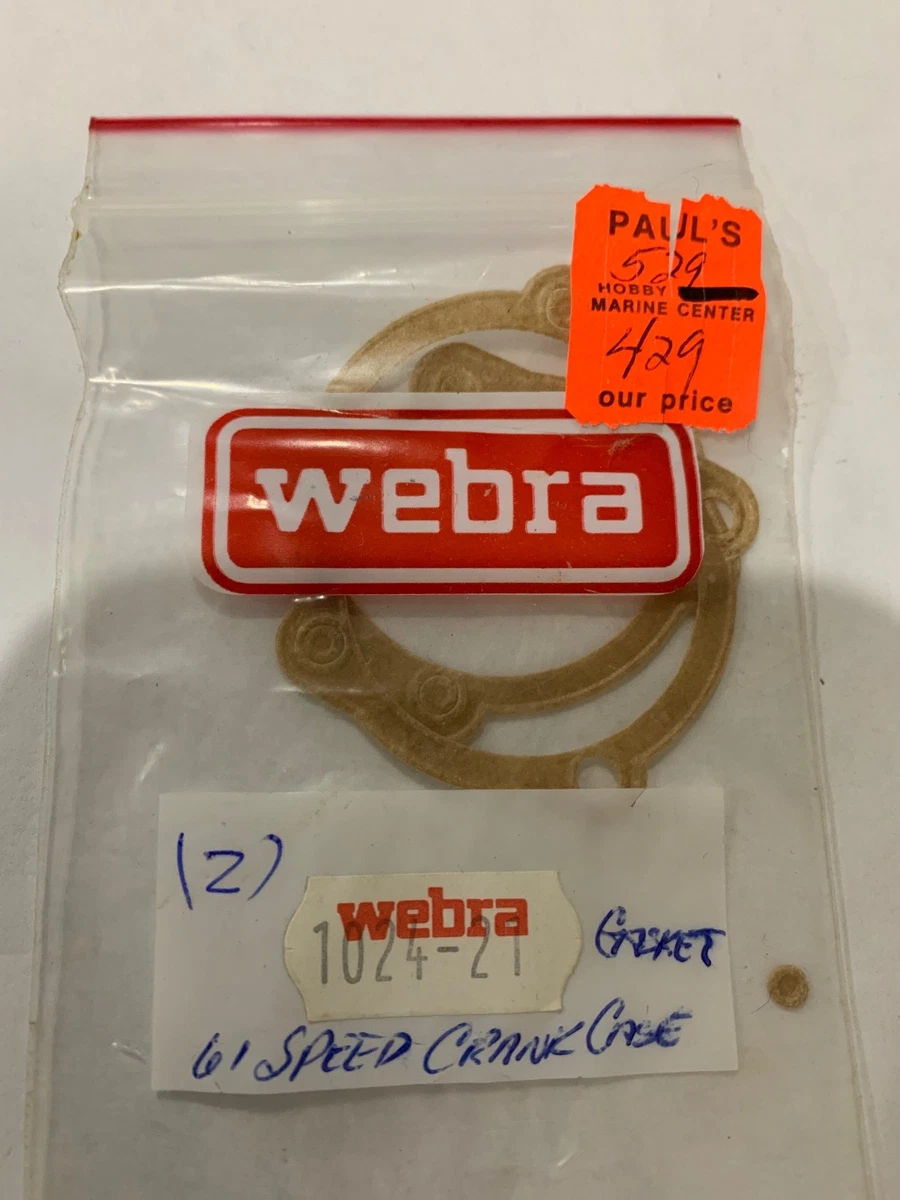 PAUL'S
529
HOBBY
MARINE CENTER
429
our price
webra
(2)
webra
1024-21
GASKET
61 SPEED CRANK CASE